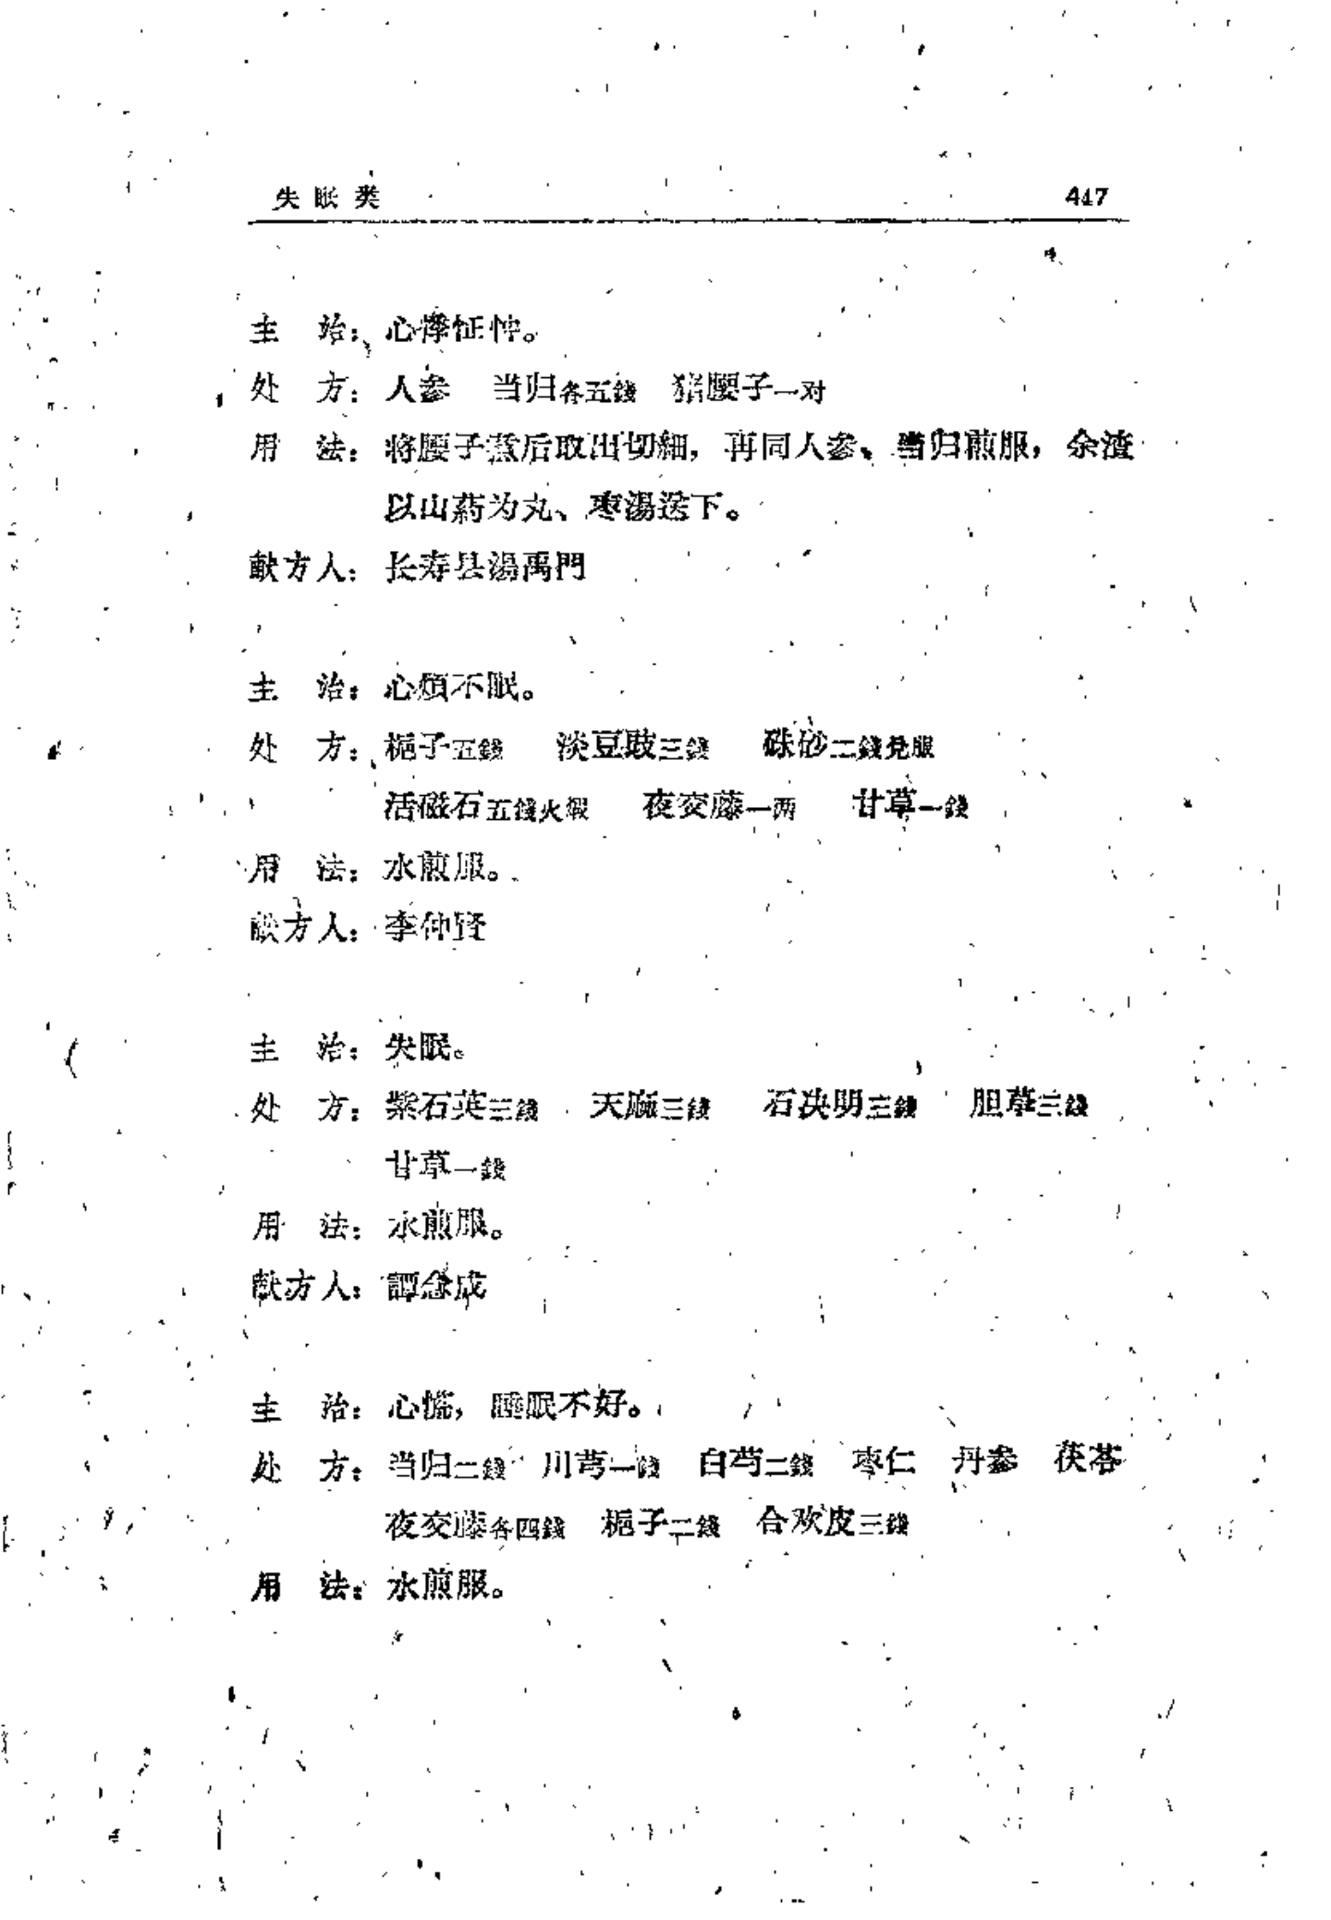 失眠类 447
主 治：心悸怔忡。
处 方：人参 当归各五錢 猪腰子一对
用 法：将腰子蒸后取出切細，再同人参、当归煎服，余渣
以山葯为丸、枣湯送下。
献方人：长寿县湯禹門
主 治：心煩不眠。
处 方：梔子五錢 淡豆豉三錢 硃砂二錢兌服
活磁石五錢火煅 夜交藤一两 甘草一錢
用 法：水煎服。
献方人：李仲贤
主 治：失眠。
处 方：紫石英三錢 天麻三錢 石决明三錢 胆草三錢
甘草一錢
用 法：水煎服。
献方人：譚念成
主 治：心慌，睡眠不好。
处 方：当归二錢 川芎一錢 白芍二錢 枣仁 丹参 茯苓
夜交藤各四錢 梔子二錢 合欢皮三錢
用 法：水煎服。